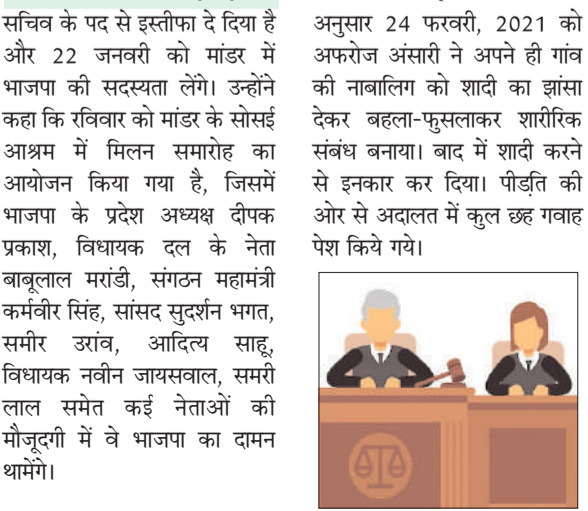 सचिव के पद से इस्तीफा दे दिया है
और 22 जनवरी को मांडर में
भाजपा की सदस्यता लेंगे। उन्होंने
कहा कि रविवार को मांडर के सोसई
आश्रम में मिलन समारोह का
आयोजन किया गया है, जिसमें
भाजपा के प्रदेश अध्यक्ष दीपक
प्रकाश, विधायक दल के नेता
बाबूलाल मरांडी, संगठन महामंत्री
कर्मवीर सिंह, सांसद सुदर्शन भगत,
समीर उरांव, आदित्य साहू,
विधायक नवीन जायसवाल, समरी
लाल समेत कई नेताओं की
मौजूदगी में वे भाजपा का दामन
थामेंगे।
अनुसार 24 फरवरी, 2021 को
अफरोज अंसारी ने अपने ही गांव
की नाबालिग को शादी का झांसा
देकर बहला-फुसलाकर शारीरिक
संबंध बनाया। बाद में शादी करने
से इनकार कर दिया। पीड़ति की
ओर से अदालत में कुल छह गवाह
पेश किये गये।